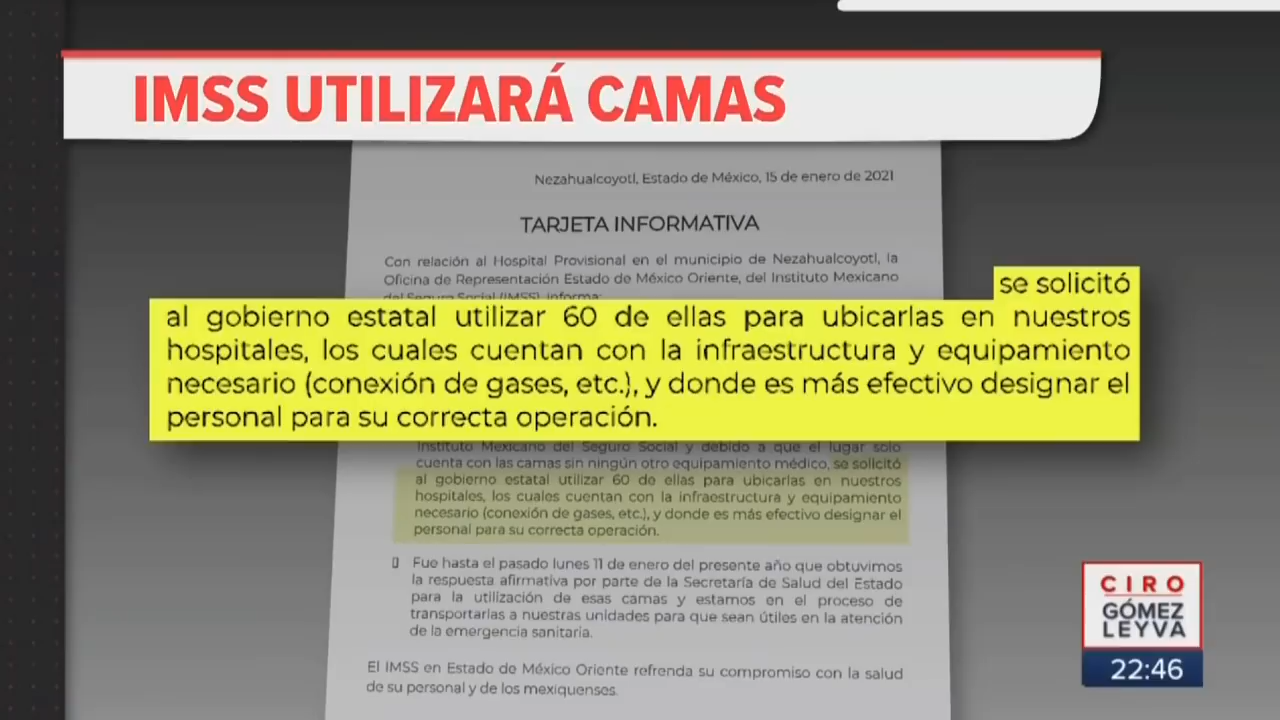 IMSS UTILIZARÁ CAMAS
Nezahualcoyotl, Estado de México, 15 de enero de 2021
TARJETA INFORMATIVA
Con relación al Hospital Provisional en el municipio de Nezahualcoyotl, la
Oficina de Representación Estado de México Oriente, del Instituto Mexicano
del Seguro Social (IMSS), informa:
se solicitó
al gobierno estatal utilizar 60 de ellas para ubicarlas en nuestros
hospitales, los cuales cuentan con la infraestructura y equipamiento
necesario (conexión de gases, etc.), y donde es más efectivo designar el
personal para su correcta operación.
Instituto Mexicano del Seguro Social y debido a que el lugar solo
cuenta con las camas sin ningún otro equipamiento médico, se solicitó
al gobierno estatal utilizar 60 de ellas para ubicarlas en nuestros
hospitales, los cuales cuentan con la infraestructura y equipamiento
necesario (conexión de gases, etc.), y donde es más efectivo designar el
personal para su correcta operación.
Fue hasta el pasado lunes 11 de enero del presente año que obtuvimos
la respuesta afirmativa por parte de la Secretaría de Salud del Estado
para la utilización de esas camas y estamos en el proceso de
transportarlas a nuestras unidades para que sean útiles en la atención
de la emergencia sanitaria.
El IMSS en Estado de México Oriente refrenda su compromiso con la salud
de su personal y de los mexiquenses.
CIRO
GÓMEZ
LEYVA
22:46